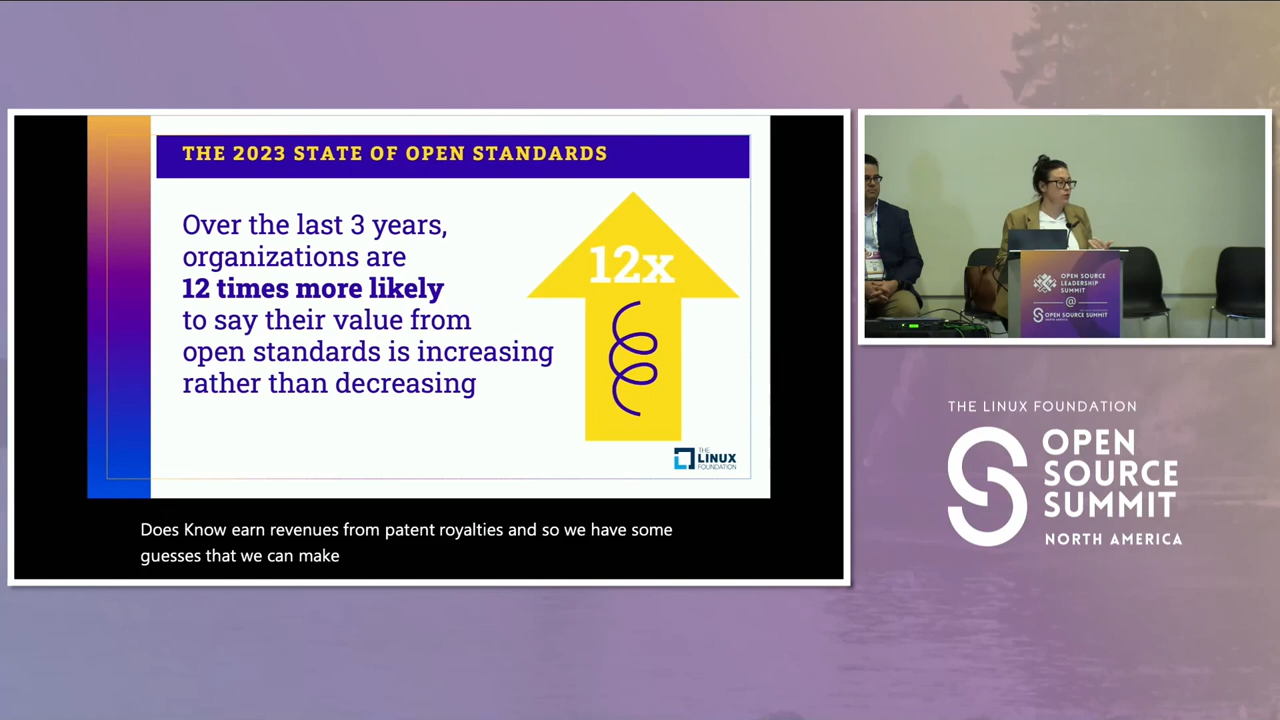 THE 2023 STATE OF OPEN STANDARDS
Over the last 3 years,
organizations are
12 times more likely
to say their value from
open standards is increasing
rather than decreasing
12x
THE
LINUX
FOUNDATION
Does Know earn revenues from patent royalties and so we have some
guesses that we can make
OPEN SOURCE
LEADERSHIP
SUMMIT
@
OPEN SOURCE SUMMIT
NORTH AMERICA
THE LINUX FOUNDATION
OPEN
SOURCE
SUMMIT
NORTH AMERICA